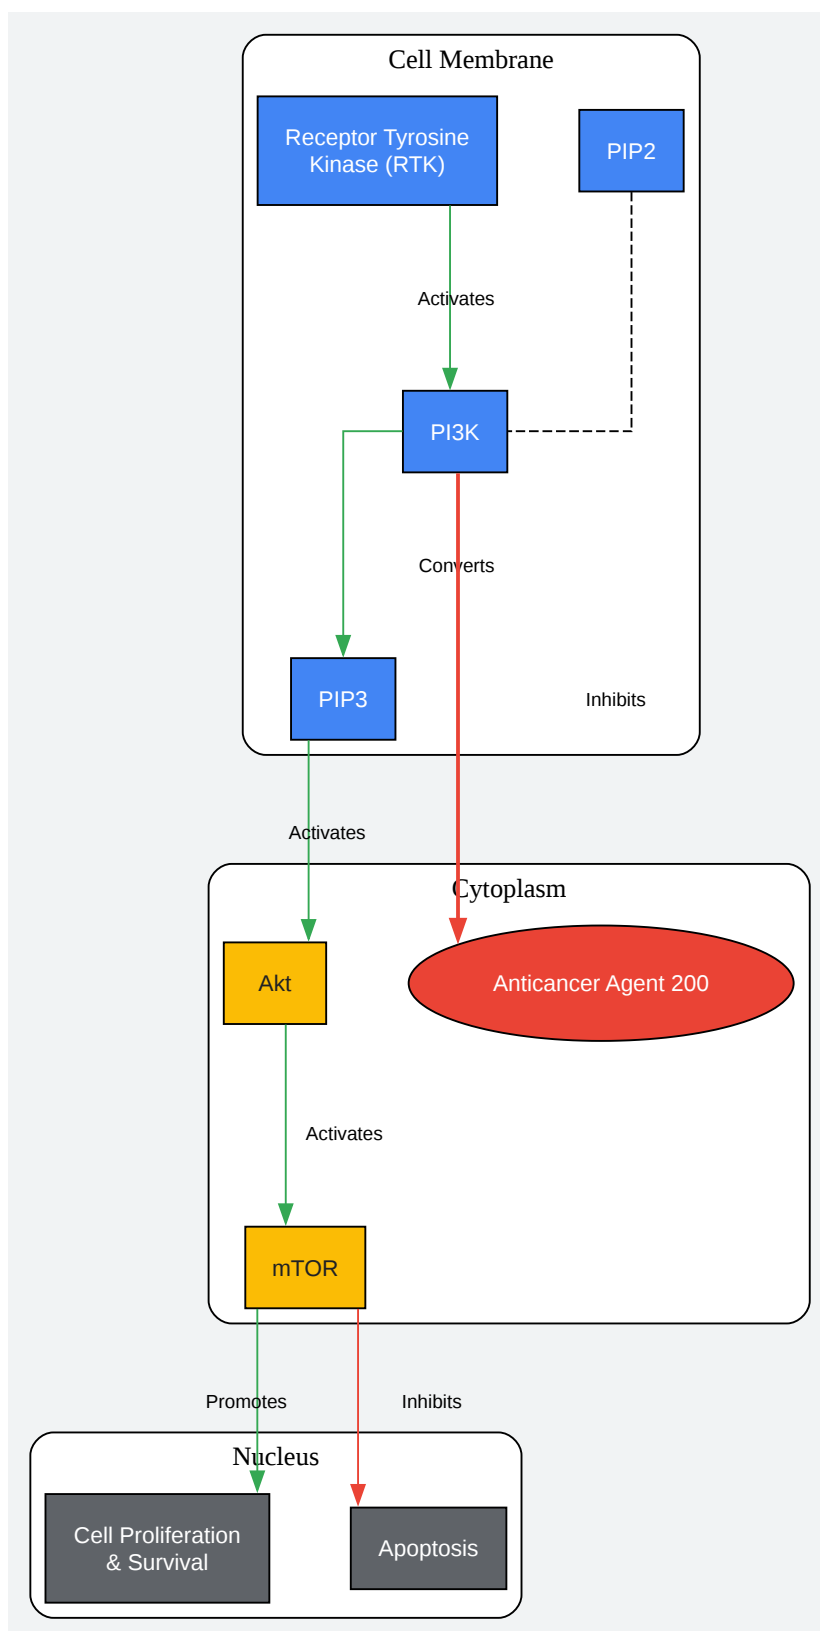 Cell Membrane
Receptor Tyrosine
Kinase (RTK)
PIP2
Activates
PI3K
Converts
PIP3
Inhibits
Activates
Cytoplasm
Akt
Anticancer Agent 200
Activates
mTOR
Promotes
Inhibits
Nucleus
Cell Proliferation
& Survival
Apoptosis